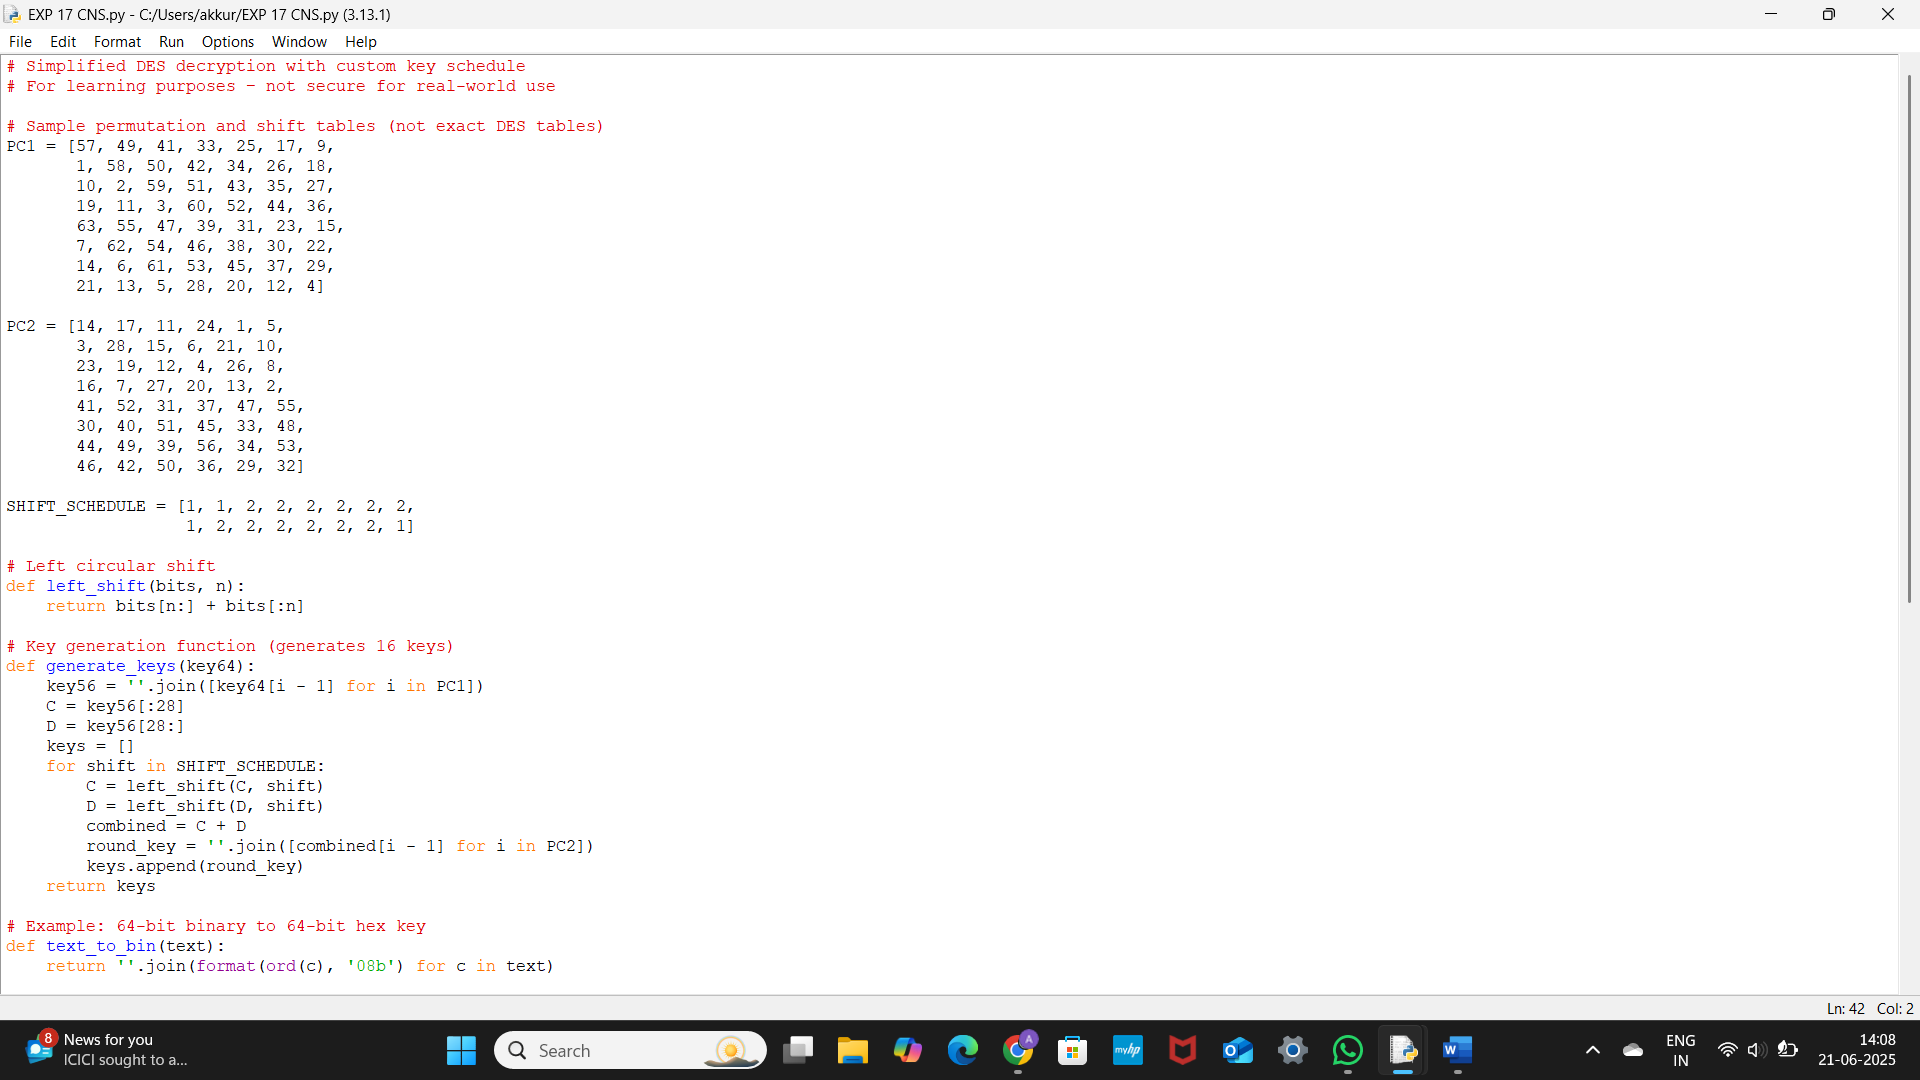 EXP 17 CNS.py - C:/Users/akkur/EXP 17 CNS.py (3.13.1)
File Edit Format Run Options Window Help
# Simplified DES decryption with custom key schedule
# For learning purposes - not secure for real-world use

# Sample permutation and shift tables (not exact DES tables)
PC1 = [57, 49, 41, 33, 25, 17, 9,
       1, 58, 50, 42, 34, 26, 18,
       10, 2, 59, 51, 43, 35, 27,
       19, 11, 3, 60, 52, 44, 36,
       63, 55, 47, 39, 31, 23, 15,
       7, 62, 54, 46, 38, 30, 22,
       14, 6, 61, 53, 45, 37, 29,
       21, 13, 5, 28, 20, 12, 4]

PC2 = [14, 17, 11, 24, 1, 5,
       3, 28, 15, 6, 21, 10,
       23, 19, 12, 4, 26, 8,
       16, 7, 27, 20, 13, 2,
       41, 52, 31, 37, 47, 55,
       30, 40, 51, 45, 33, 48,
       44, 49, 39, 56, 34, 53,
       46, 42, 50, 36, 29, 32]

SHIFT_SCHEDULE = [1, 1, 2, 2, 2, 2, 2, 2,
                  1, 2, 2, 2, 2, 2, 2, 1]

# Left circular shift
def left_shift(bits, n):
    return bits[n:] + bits[:n]

# Key generation function (generates 16 keys)
def generate_keys(key64):
    key56 = ''.join([key64[i - 1] for i in PC1])
    C = key56[:28]
    D = key56[28:]
    keys = []
    for shift in SHIFT_SCHEDULE:
        C = left_shift(C, shift)
        D = left_shift(D, shift)
        combined = C + D
        round_key = ''.join([combined[i - 1] for i in PC2])
        keys.append(round_key)
    return keys

# Example: 64-bit binary to 64-bit hex key
def text_to_bin(text):
    return ''.join(format(ord(c), '08b') for c in text)
Ln: 42 Col: 2
8
News for you
ICICI sought to a...
Search
A
myhp
W
ENG
IN
14:08
21-06-2025